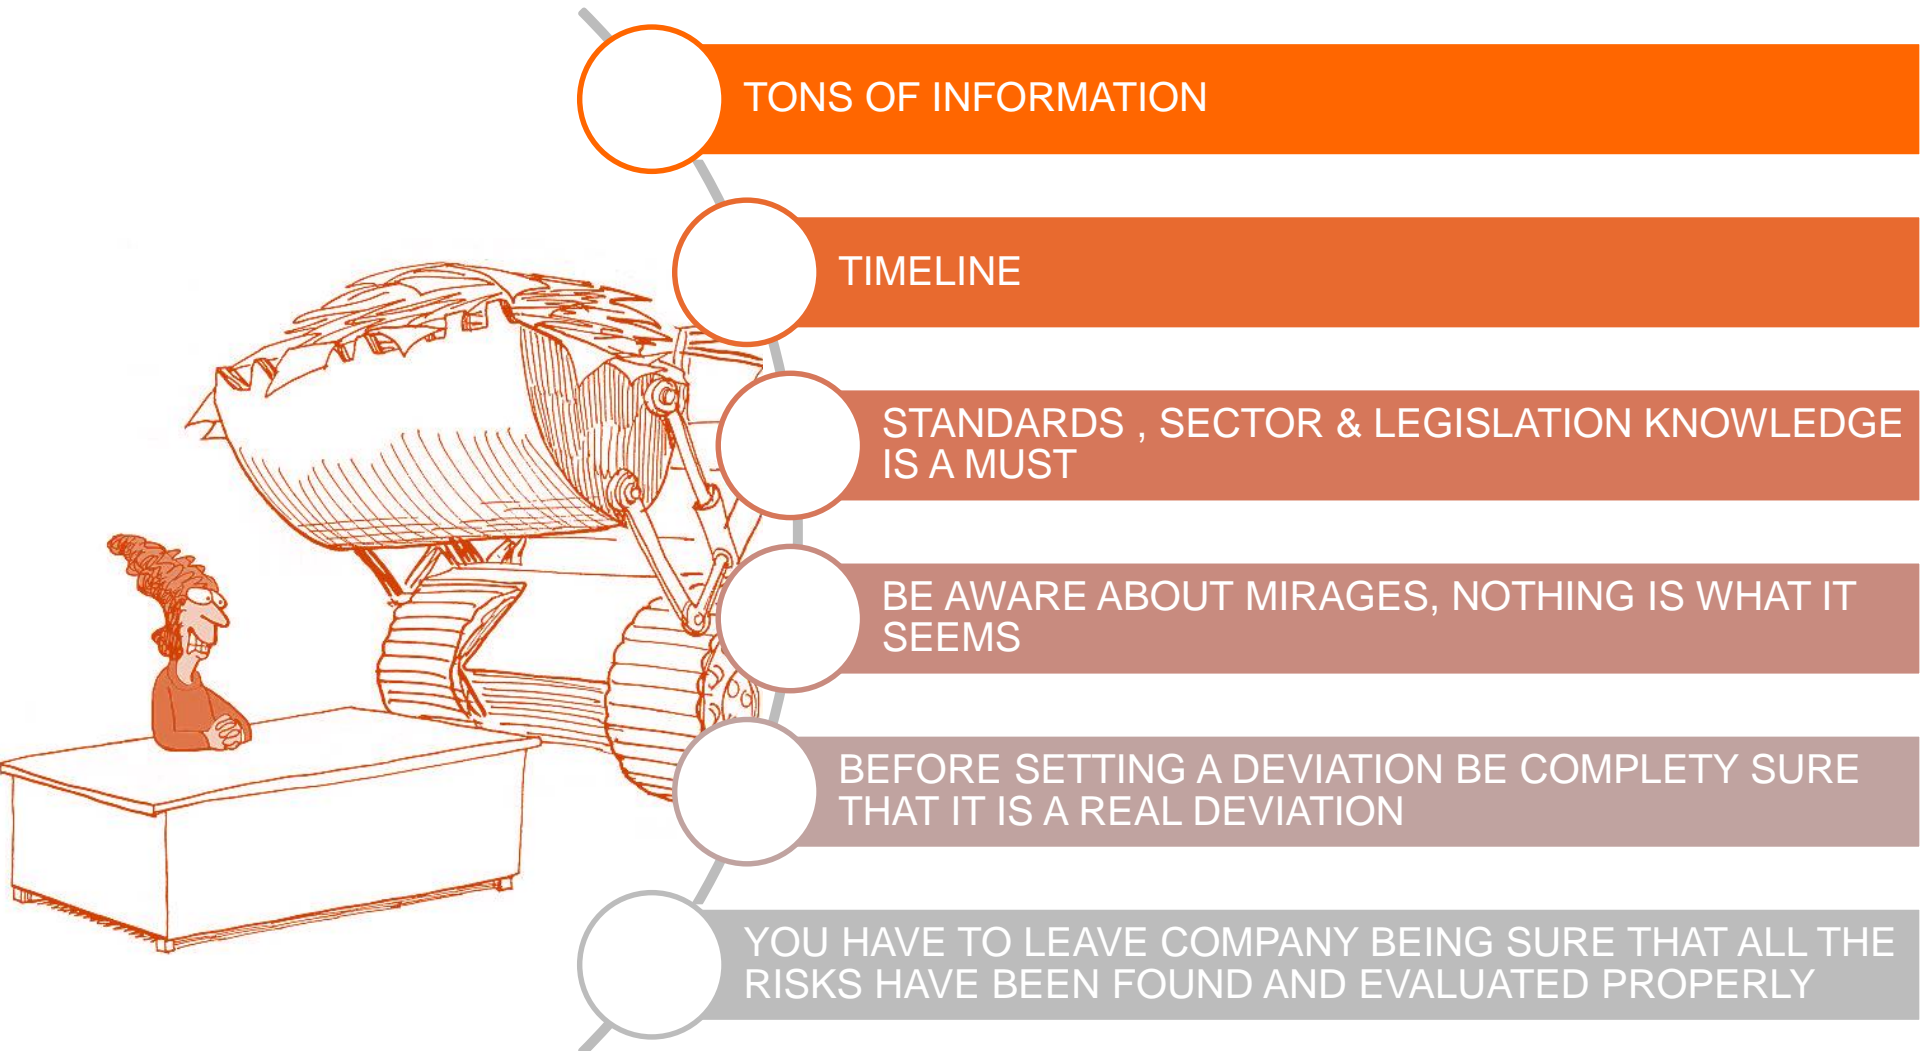 TONS OF INFORMATION
TIMELINE
STANDARDS , SECTOR & LEGISLATION KNOWLEDGE
IS A MUST
BE AWARE ABOUT MIRAGES, NOTHING IS WHAT IT
SEEMS
BEFORE SETTING A DEVIATION BE COMPLETY SURE
THAT IT IS A REAL DEVIATION
YOU HAVE TO LEAVE COMPANY BEING SURE THAT ALL THE
RISKS HAVE BEEN FOUND AND EVALUATED PROPERLY